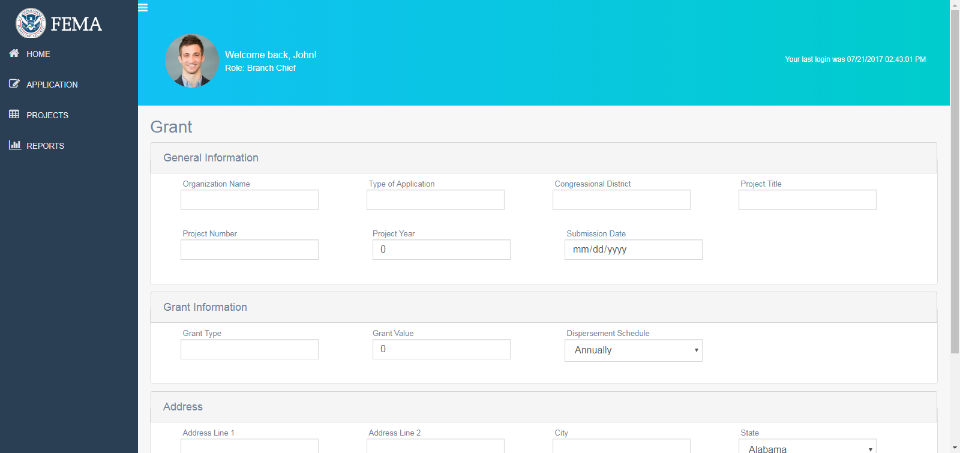 FEMA
HOME
APPLICATION
PROJECTS
REPORTS
Welcome back, John!
Role: Branch Chief
Your last login was 07/21/2017 02:43:01 PM
Grant
General Information
Organization Name
Type of Application
Congressional District
Project Title
Project Number
Project Year
Submission Date
0
mm/dd/yyyy
Grant Information
Grant Type
Grant Value
Dispersement Schedule
0
Annually
Address
Address Line 1
Address Line 2
City
State
Alabama